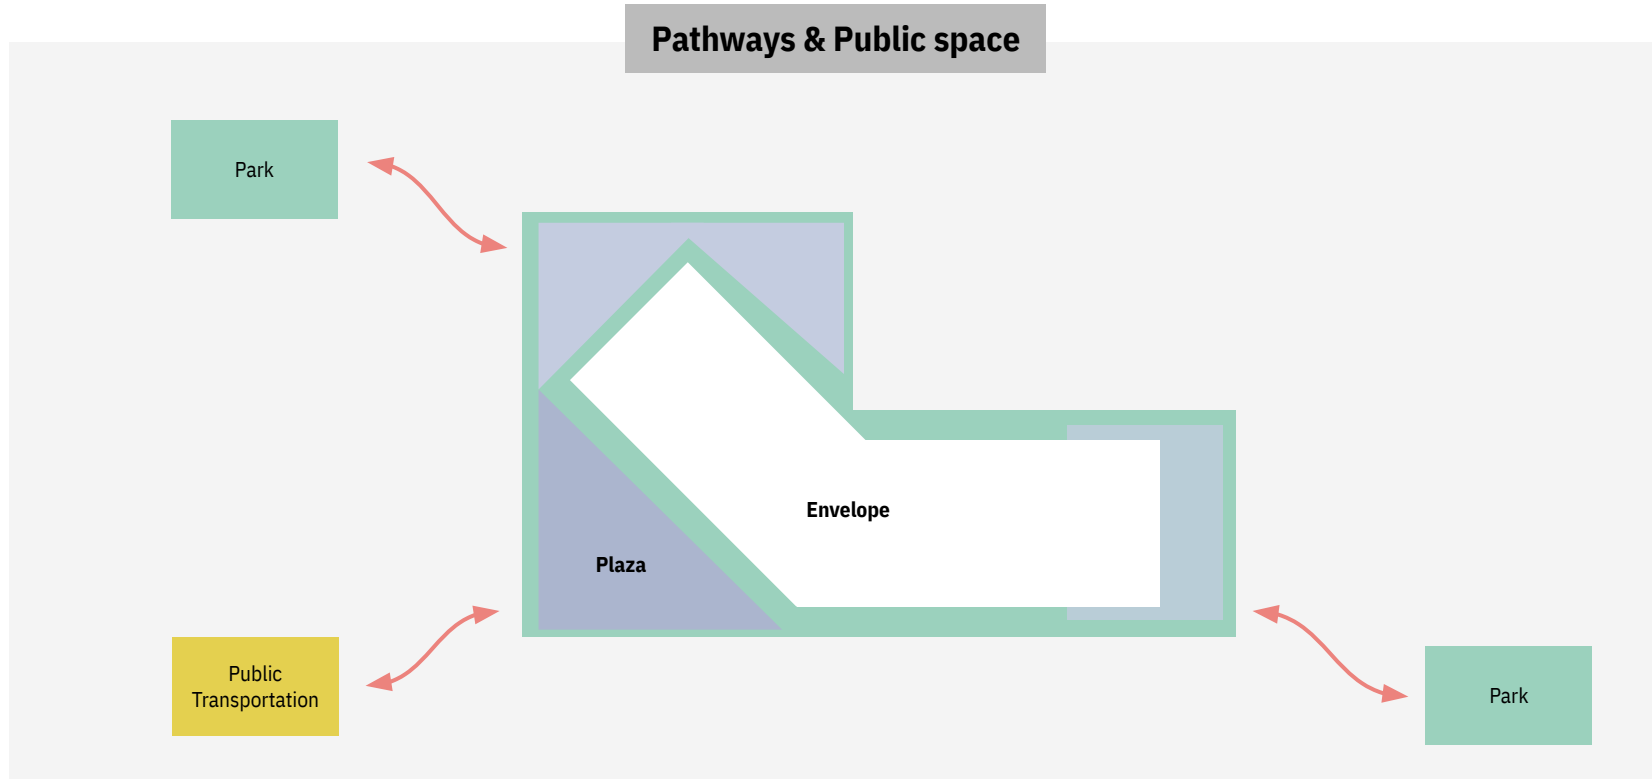 Pathways & Public space
Park
Envelope
Plaza
Public
Transportation
Park